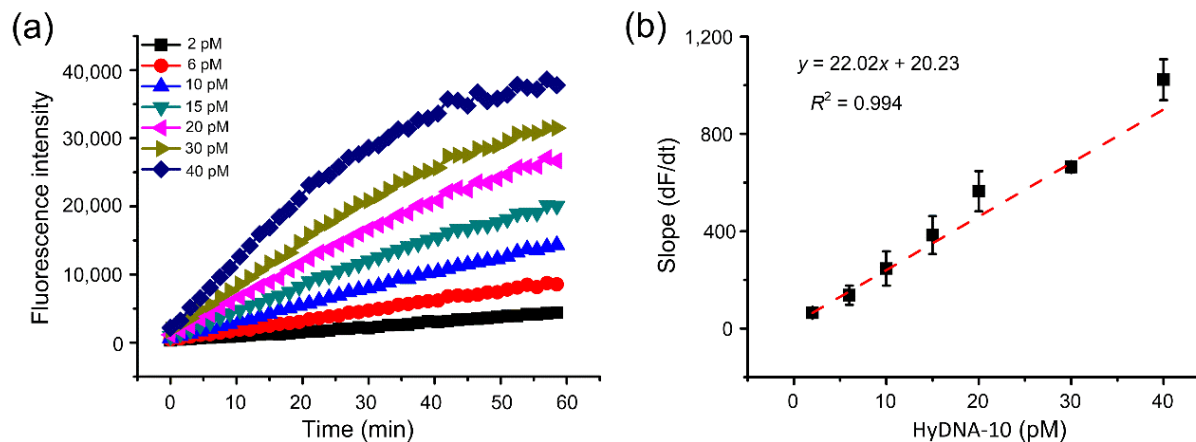 (a)
2 pM
6 pM
10 pM
15 pM
20 pM
30 pM
40 pM
40,000
30,000
20,000
10,000
0
Fluorescence intensity
0 10 20 30 40 50 60
Time (min)
(b)
y = 22.02x + 20.23
R² = 0.994
1,200
800
400
0
Slope (dF/dt)
0 10 20 30 40
HyDNA-10 (pM)